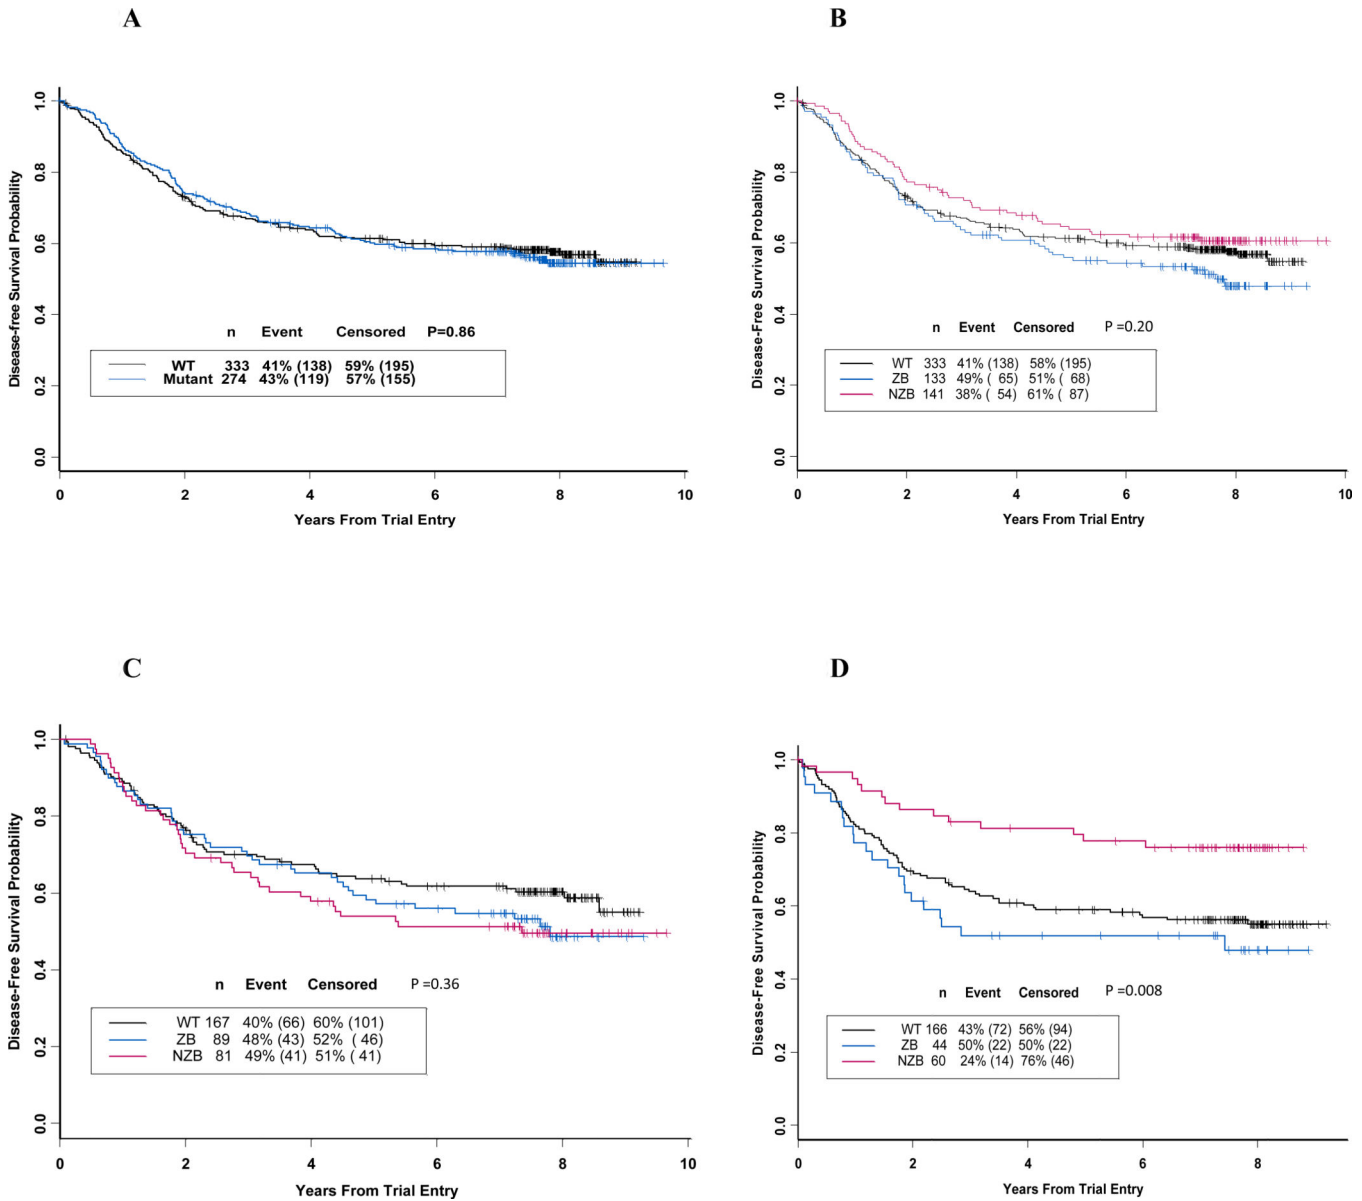 A
Disease-free Survival Probability
1.0
0.8
0.6
0.4
0.2
0.0
n Event Censored P=0.86
WT 333 41% (138) 59% (195)
Mutant 274 43% (119) 57% (155)
0 2 4 6 8 10
Years From Trial Entry
B
Disease-Free Survival Probability
1.0
0.8
0.6
0.4
0.2
0.0
n Event Censored P =0.20
WT 333 41% (138) 58% (195)
ZB 133 49% ( 65) 51% ( 68)
NZB 141 38% ( 54) 61% ( 87)
0 2 4 6 8 10
Years From Trial Entry
C
Disease-Free Survival Probability
1.0
0.8
0.6
0.4
0.2
0.0
n Event Censored P =0.36
WT 167 40% (66) 60% (101)
ZB 89 48% (43) 52% ( 46)
NZB 81 49% (41) 51% ( 41)
0 2 4 6 8 10
Years From Trial Entry
D
Disease-Free Survival Probability
1.0
0.8
0.6
0.4
0.2
0.0
n Event Censored P =0.008
WT 166 43% (72) 56% (94)
ZB 44 50% (22) 50% (22)
NZB 60 24% (14) 76% (46)
0 2 4 6 8
Years From Trial Entry